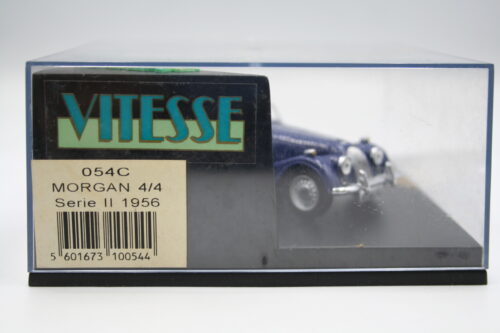 VITESSE
054C
MORGAN 4/4
Serie II 1956
5 601673 100544